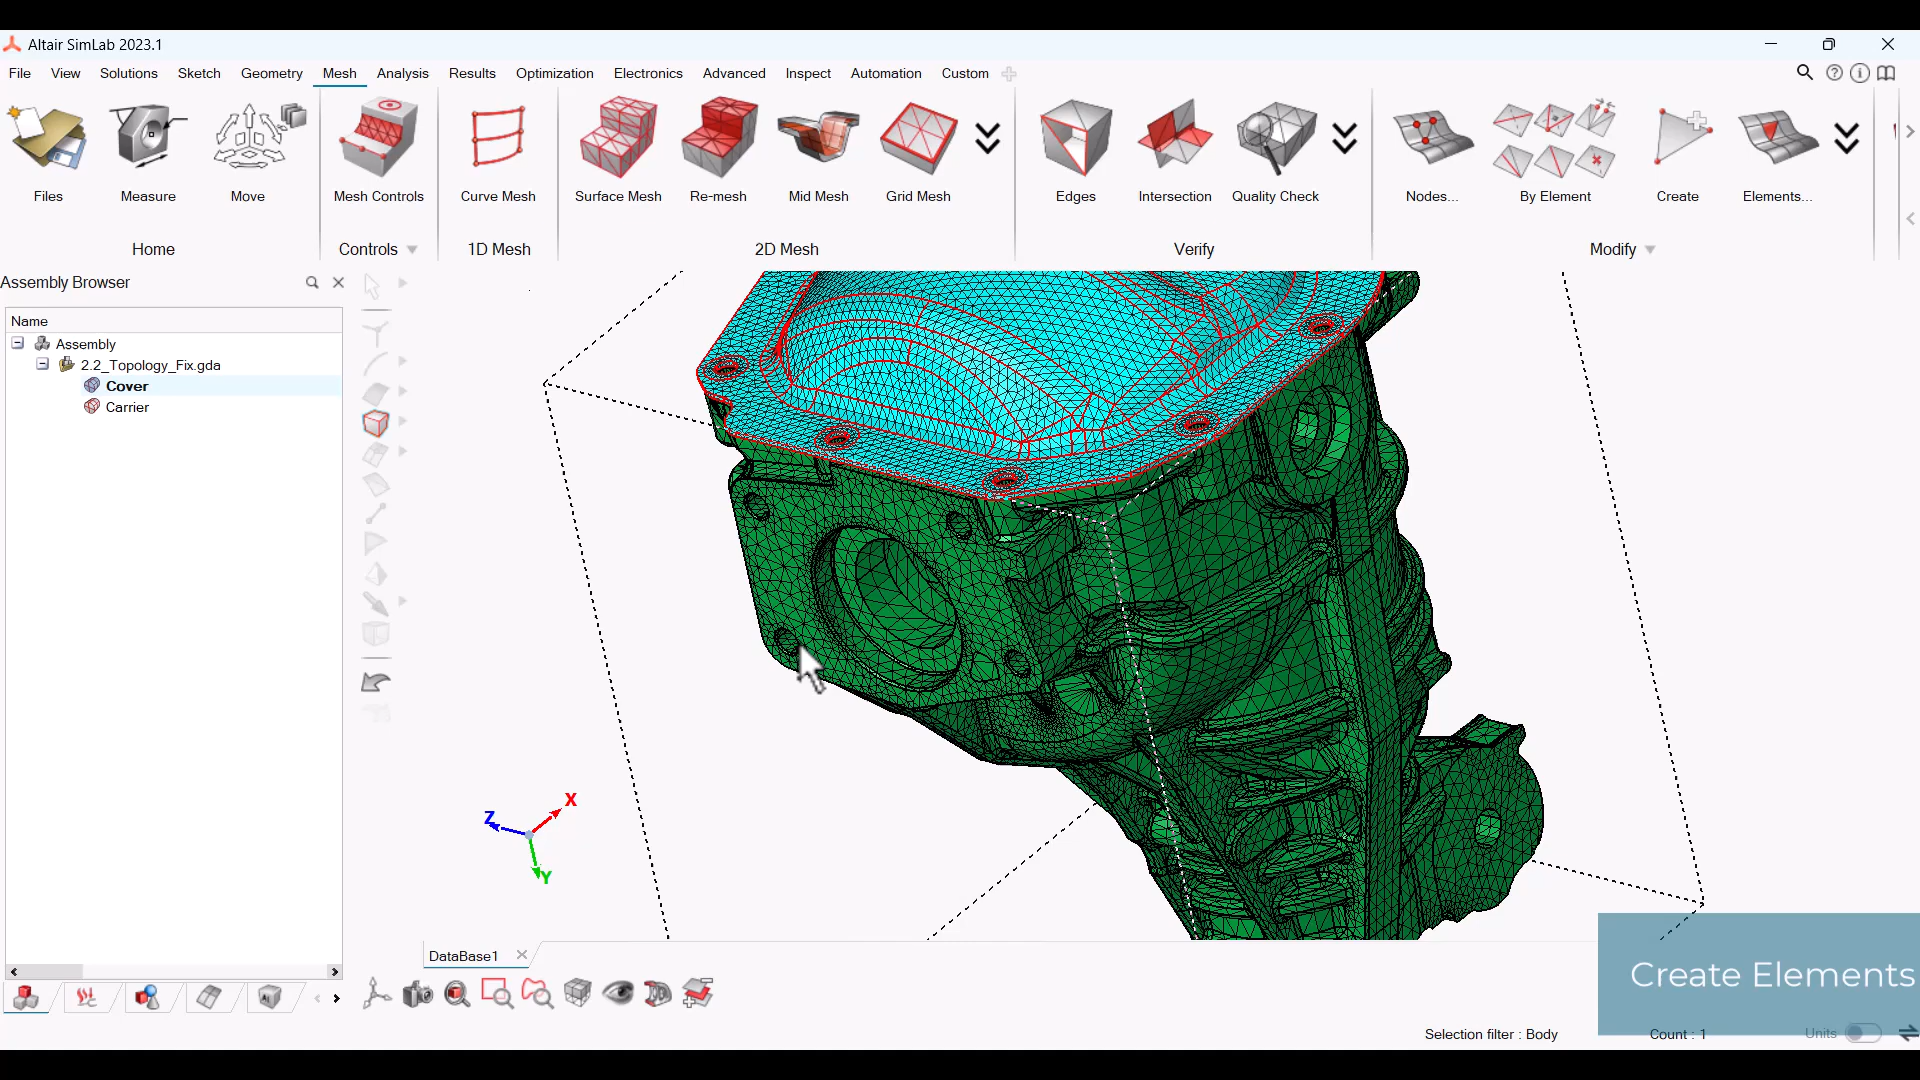 Altair SimLab 2023.1
File View Solutions Sketch Geometry Mesh Analysis Results Optimization Electronics Advanced Inspect Automation Custom
Files Measure Move Mesh Controls Curve Mesh Surface Mesh Re-mesh Mid Mesh Grid Mesh Edges Intersection Quality Check Nodes... By Element Create Elements...
Home Controls 1D Mesh 2D Mesh Verify Modify
Assembly Browser
Name
Assembly
2.2_Topology_Fix.gda
Cover
Carrier
X
Z
Y
DataBase1
Create Elements
Selection filter : Body Count : 1 Units